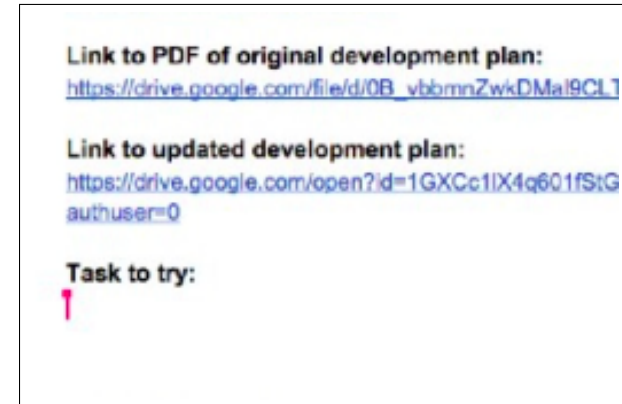 Link to PDF of original development plan:
https://drive.google.com/file/d/0B_vbbmnZwkDMal9CLT
Link to updated development plan:
https://drive.google.com/open?id=1GXCc1lX4q601fStG
authuser=0
Task to try: